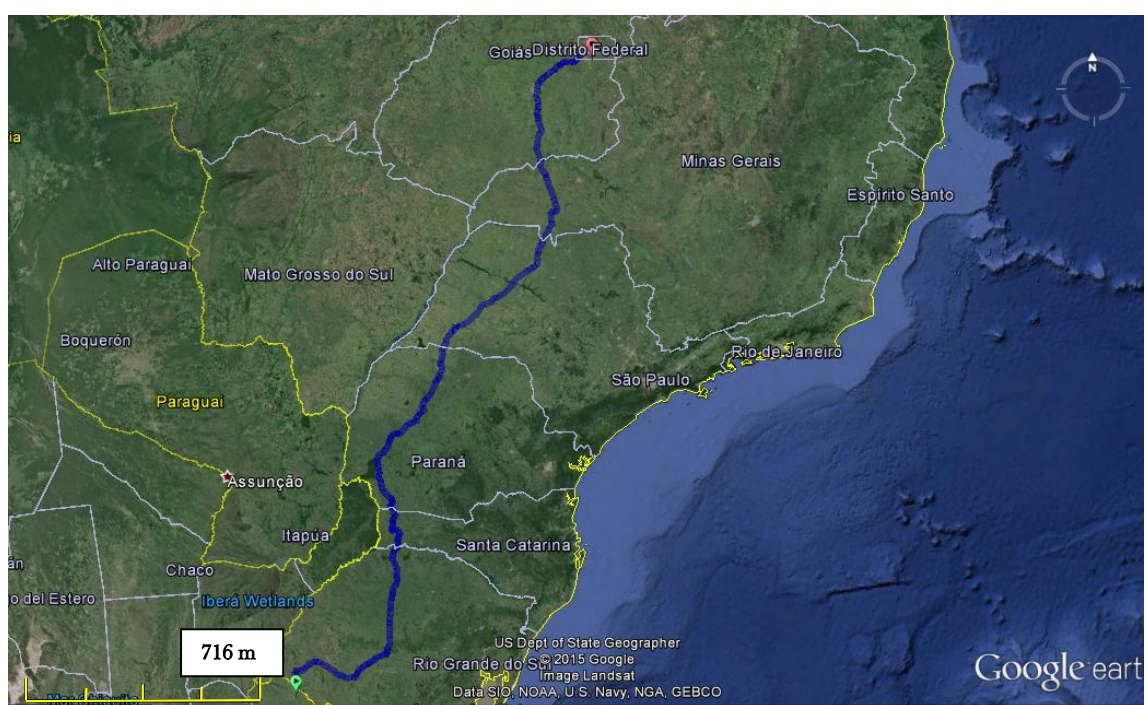 Goiás
Distrito Federal
N
ia
Minas Gerais
Espírito Santo
Alto Paraguai
Mato Grosso do Sul
Boquerón
Rio de Janeiro
São Paulo
Paraguai
Paraná
Assunção
Itapúa
Santa Catarina
Chaco
án
o del Estero
Iberá Wetlands
716 m
US Dept of State Geographer
Rio Grande do Sul
© 2015 Google
Image Landsat
Data SIO, NOAA, U.S. Navy, NGA, GEBCO
Google eart